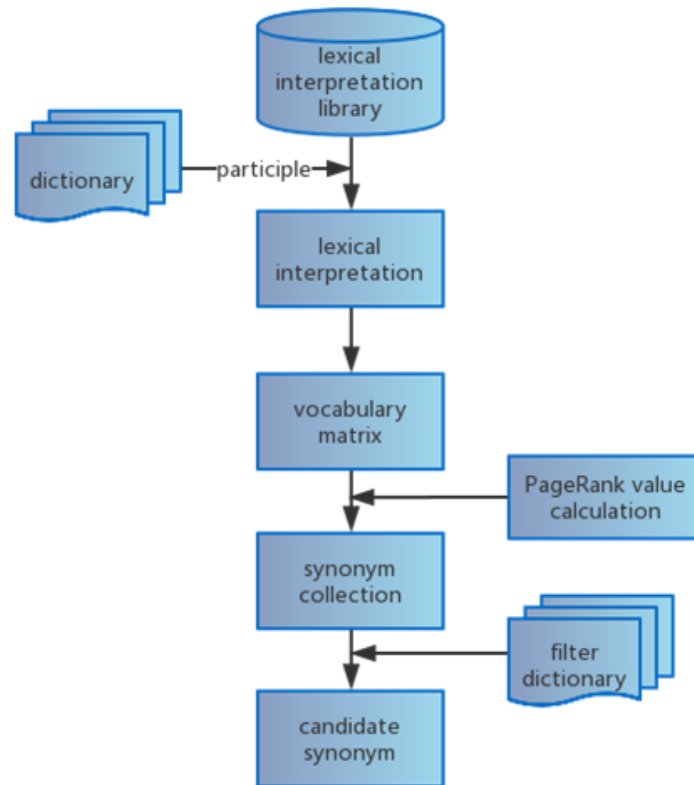 lexical
interpretation
library
dictionary
participle
lexical
interpretation
vocabulary
matrix
PageRank value
calculation
synonym
collection
filter
dictionary
candidate
synonym